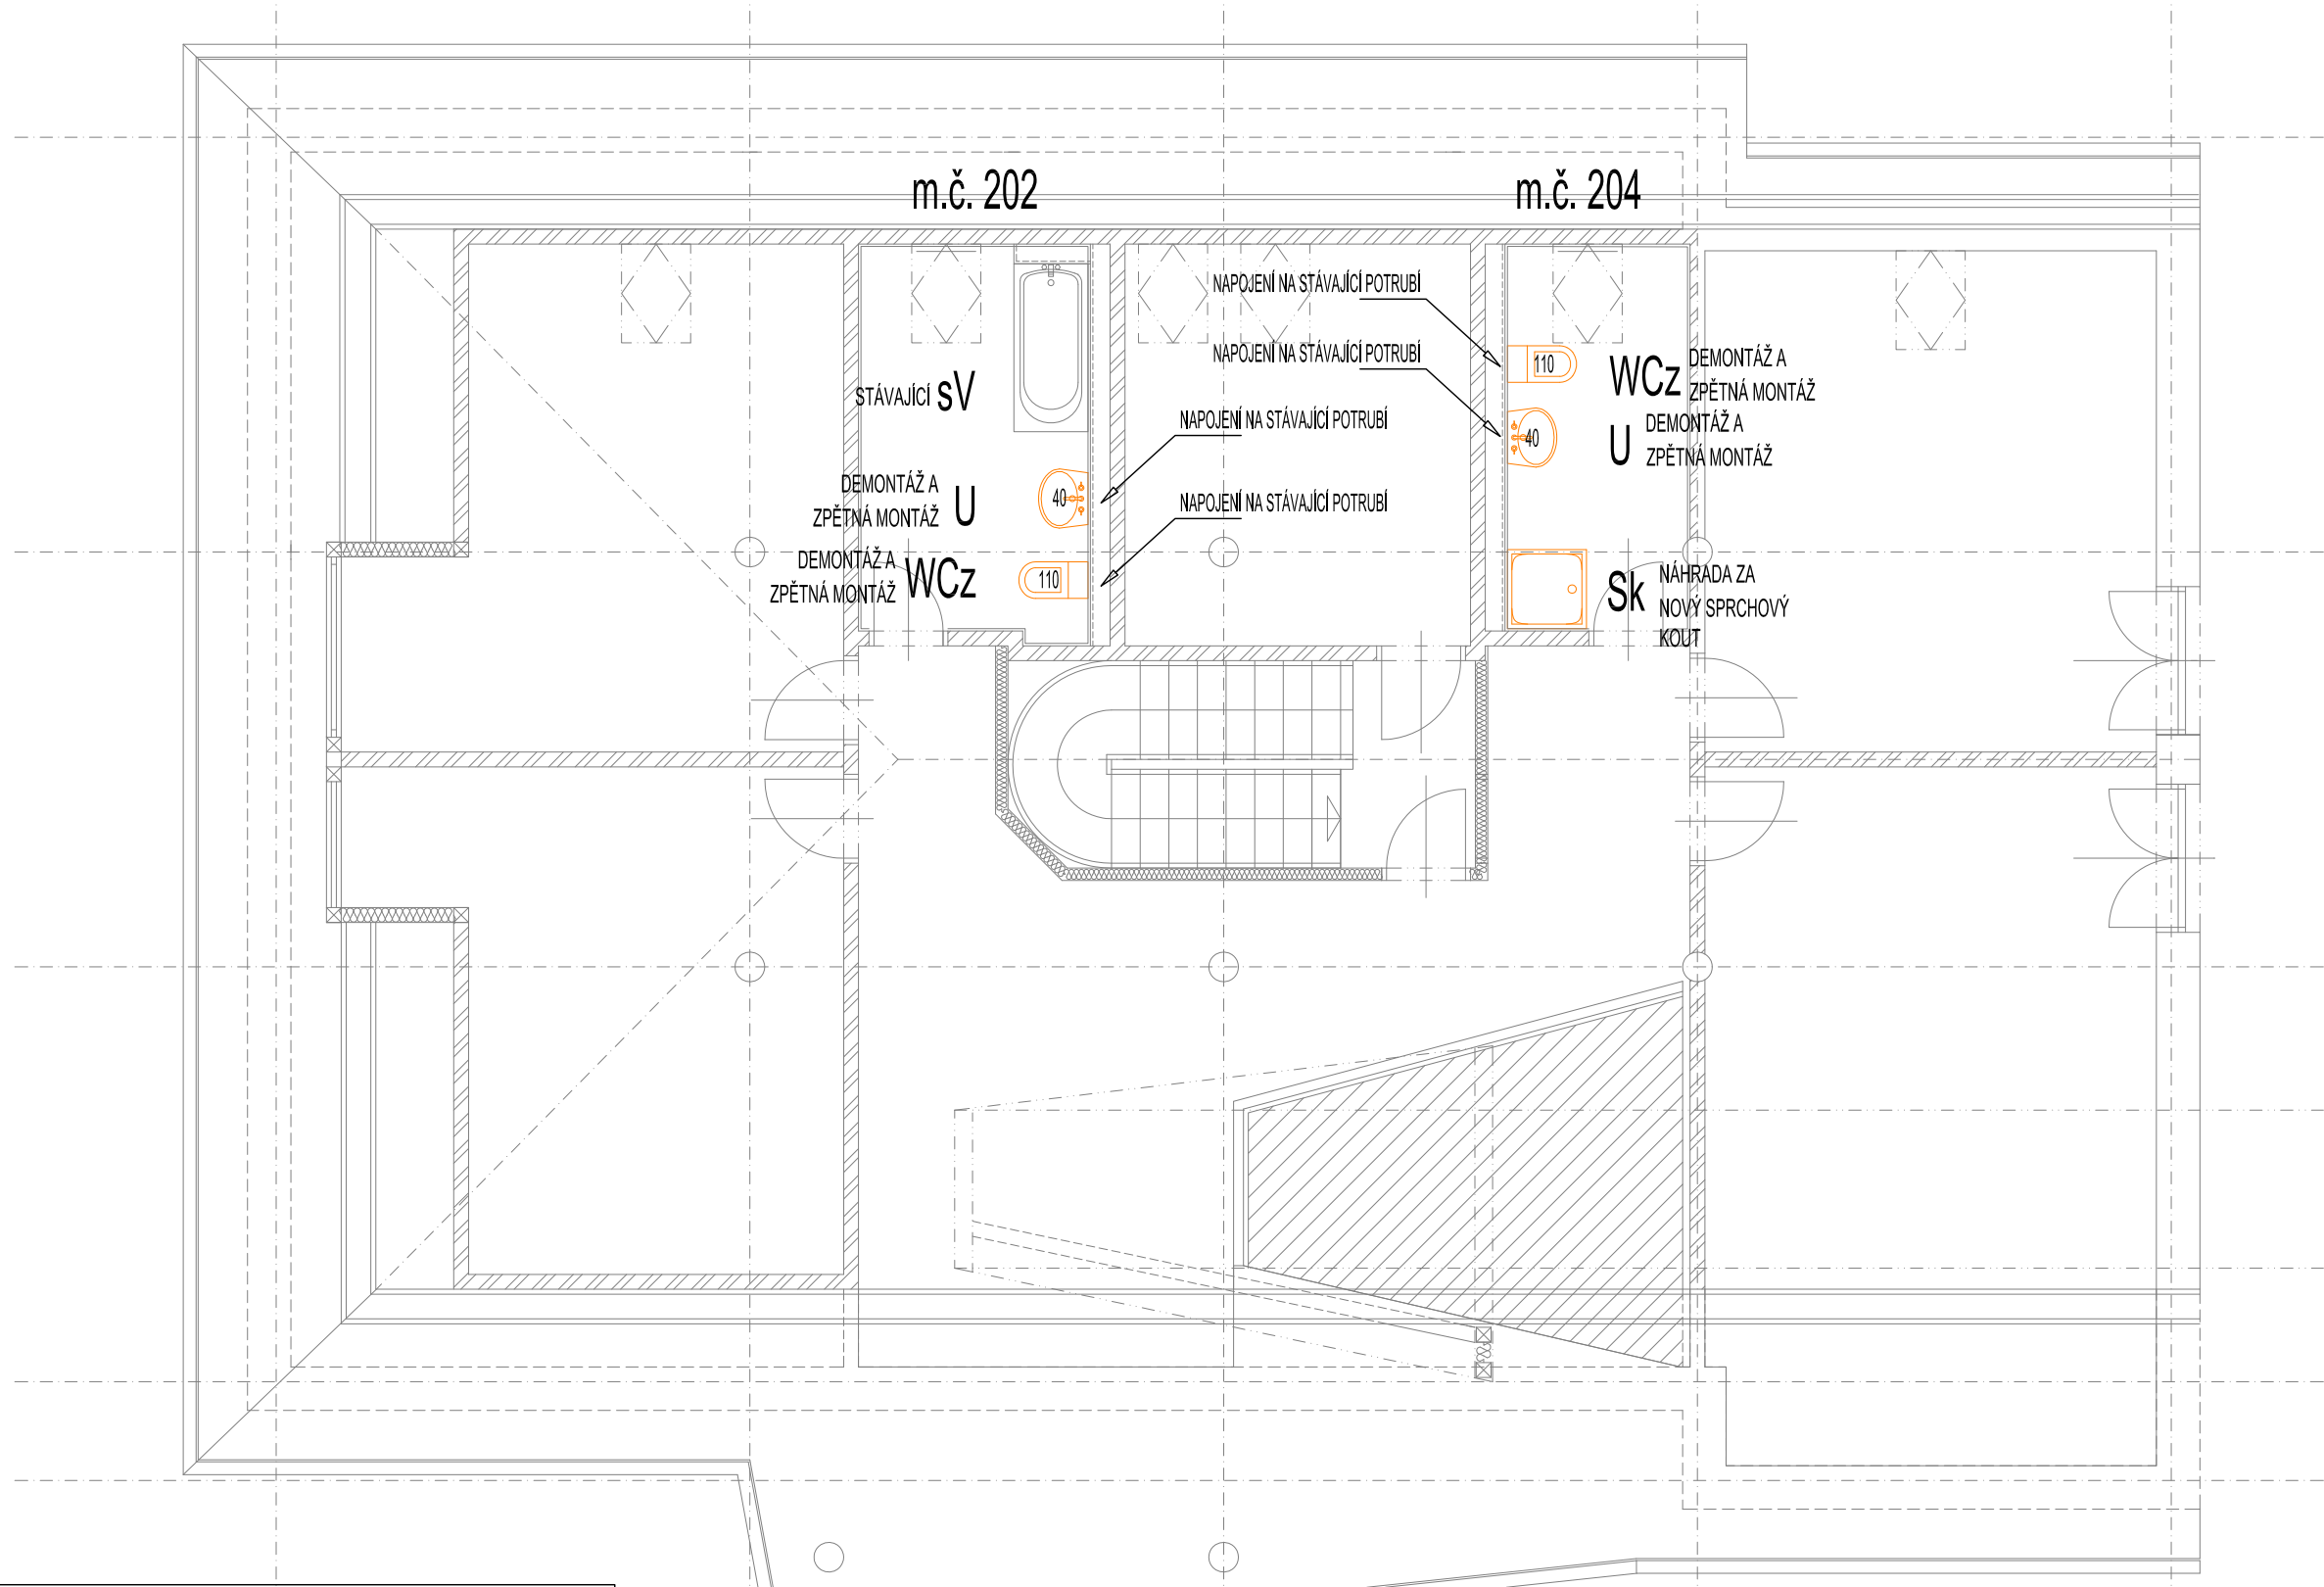 m.č. 202
m.č. 204
NAPOJENÍ NA STÁVAJÍCÍ POTRUBÍ
NAPOJENÍ NA STÁVAJÍCÍ POTRUBÍ
110
WCz
DEMONTÁŽ A
ZPĚTNÁ MONTÁŽ
STÁVAJÍCÍ sV
NAPOJENÍ NA STÁVAJÍCÍ POTRUBÍ
40
U
DEMONTÁŽ A
ZPĚTNÁ MONTÁŽ
DEMONTÁŽ A
ZPĚTNÁ MONTÁŽ
U
40
NAPOJENÍ NA STÁVAJÍCÍ POTRUBÍ
DEMONTÁŽ A
ZPĚTNÁ MONTÁŽ
WCz
110
Sk
NÁHRADA ZA
NOVÝ SPRCHOVÝ
KOUT